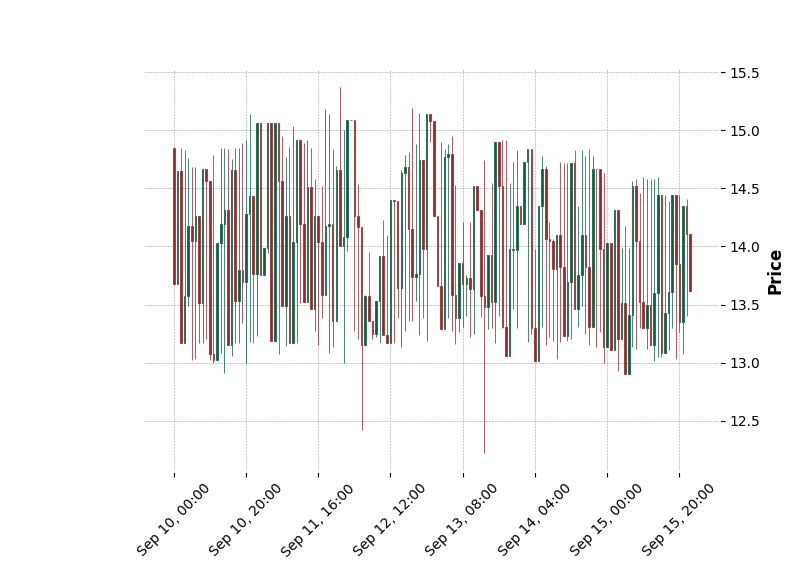 15.5
15.0
14.5
14.0
13.5
13.0
12.5
Price
Sep 10, 00:00
Sep 10, 20:00
Sep 11, 16:00
Sep 12, 12:00
Sep 13, 08:00
Sep 14, 04:00
Sep 15, 00:00
Sep 15, 20:00